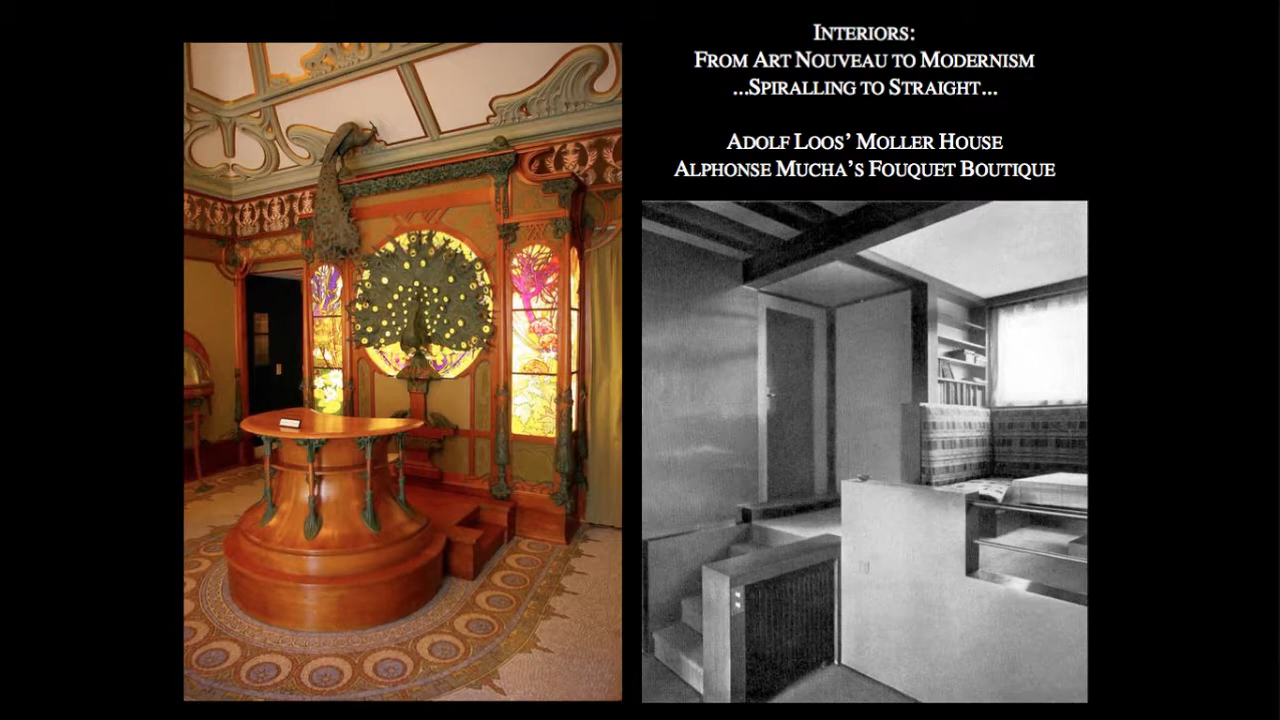 INTERIORS:
FROM ART NOUVEAU TO MODERNISM
...SPIRALLING TO STRAIGHT...
ADOLF LOOS' MOLLER HOUSE
ALPHONSE MUCHA'S FOUQUET BOUTIQUE